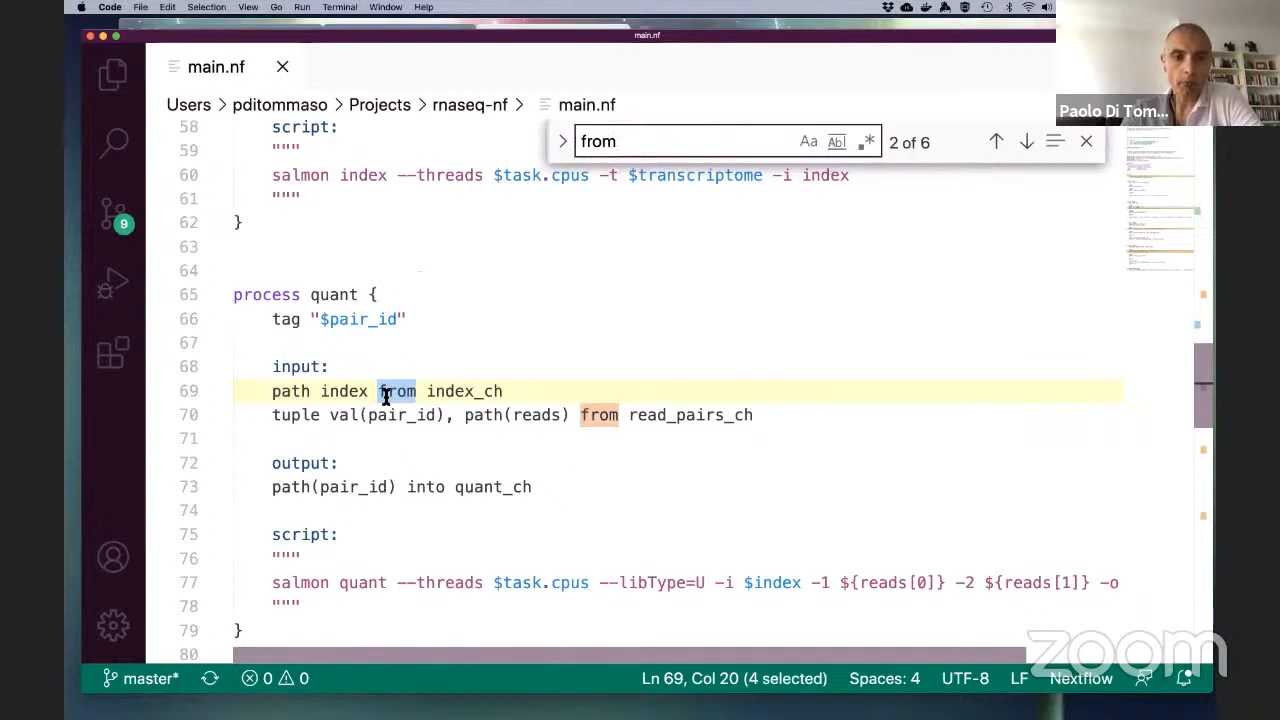 Code File Edit Selection View Go Run Terminal Window Help
main.nf
main.nf
Paolo Di Tom...
Users > pditommaso > Projects > rnaseq-nf > main.nf
from
Aa Ab| .* 2 of 6
58 script:
59 """
60 salmon index --threads $task.cpus -t $transcriptome -i index
61 """
62 }
63
64
65 process quant {
66 tag "$pair_id"
67
68 input:
69 path index from index_ch
70 tuple val(pair_id), path(reads) from read_pairs_ch
71
72 output:
73 path(pair_id) into quant_ch
74
75 script:
76 """
77 salmon quant --threads $task.cpus --libType=U -i $index -1 ${reads[0]} -2 ${reads[1]} -o
78 """
79 }
80
9
zoom
master* 0 0 Ln 69, Col 20 (4 selected) Spaces: 4 UTF-8 LF Nextflow